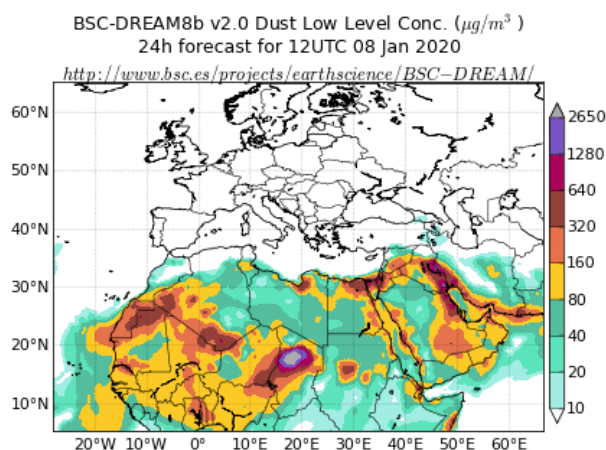 BSC-DREAM8b v2.0 Dust Low Level Conc. (μg/m³ )
24h forecast for 12UTC 08 Jan 2020
http://www.bsc.es/projects/earthscience/BSC−DREAM/
60°N
50°N
40°N
30°N
20°N
10°N
20°W
10°W
0°
10°E
20°E
30°E
40°E
50°E
60°E
2650
1280
640
320
160
80
40
20
10